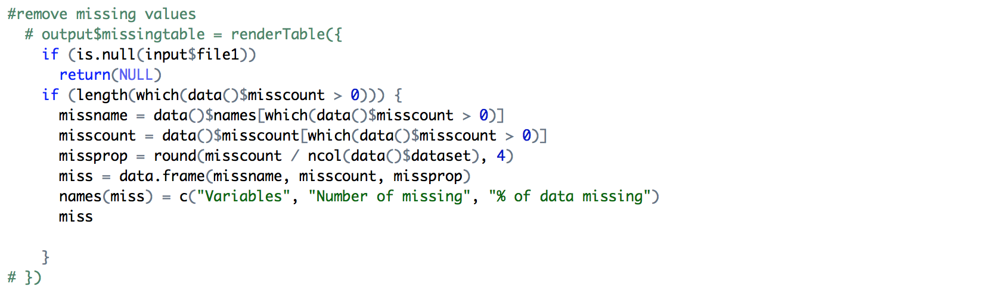 #remove missing values
  # output$missingtable = renderTable({
    if (is.null(input$file1))
      return(NULL)
    if (length(which(data()$misscount > 0))) {
      missname = data()$names[which(data()$misscount > 0)]
      misscount = data()$misscount[which(data()$misscount > 0)]
      missprop = round(misscount / ncol(data()$dataset), 4)
      miss = data.frame(missname, misscount, missprop)
      names(miss) = c("Variables", "Number of missing", "% of data missing")
      miss

    }
# })